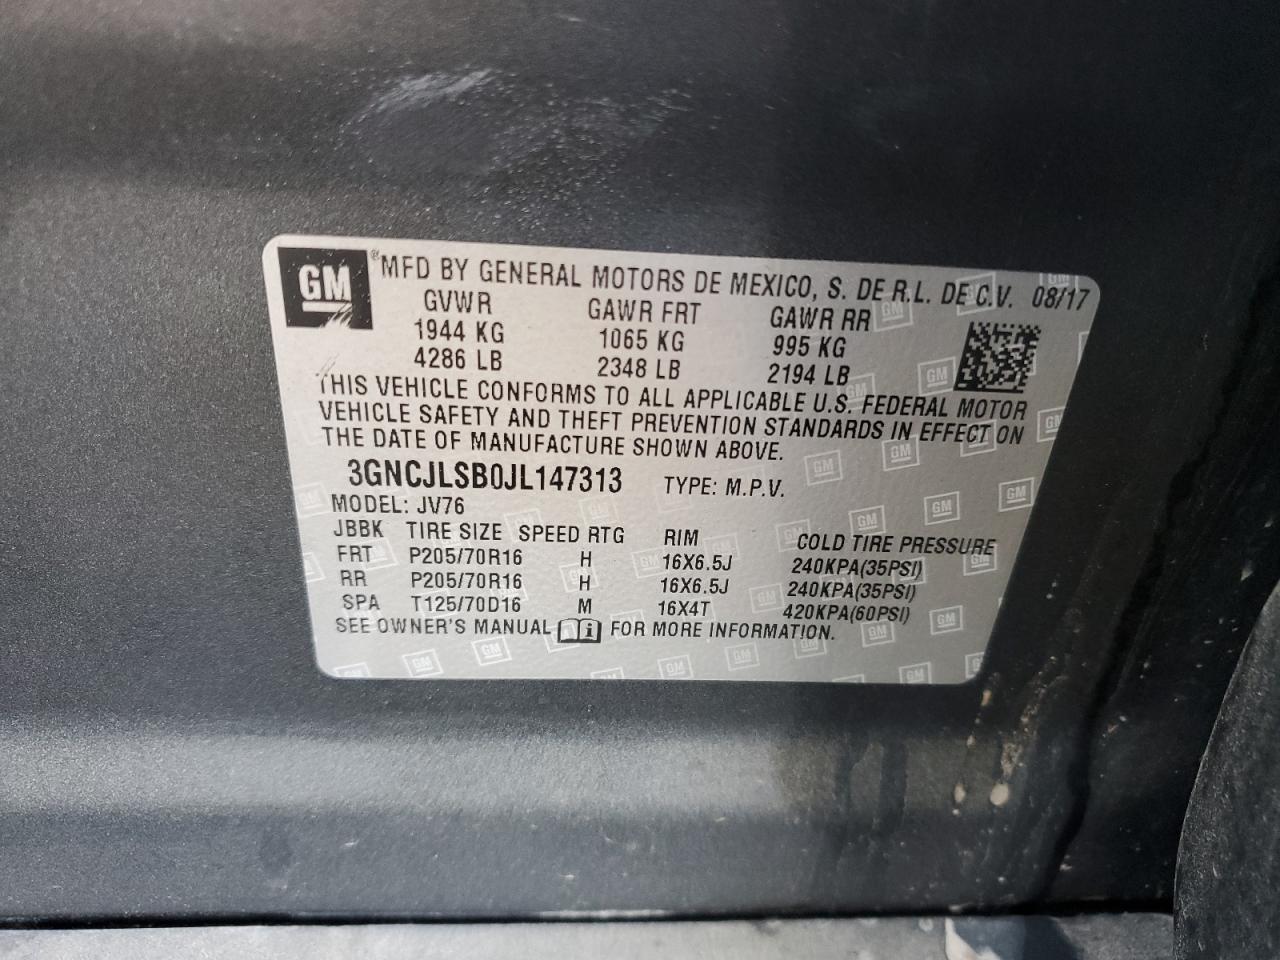 GM
® MFD BY GENERAL MOTORS DE MEXICO, S. DE R.L. DE C.V. 08/17
GVWR GAWR FRT GAWR RR
1944 KG 1065 KG 995 KG
4286 LB 2348 LB 2194 LB
THIS VEHICLE CONFORMS TO ALL APPLICABLE U.S. FEDERAL MOTOR
VEHICLE SAFETY AND THEFT PREVENTION STANDARDS IN EFFECT ON
THE DATE OF MANUFACTURE SHOWN ABOVE.
3GNCJLSB0JL147313 TYPE: M.P.V.
MODEL: JV76
JBBK TIRE SIZE SPEED RTG RIM COLD TIRE PRESSURE
FRT P205/70R16 H 16X6.5J 240KPA(35PSI)
RR P205/70R16 H 16X6.5J 240KPA(35PSI)
SPA T125/70D16 M 16X4T 420KPA(60PSI)
SEE OWNER'S MANUAL i FOR MORE INFORMATION.